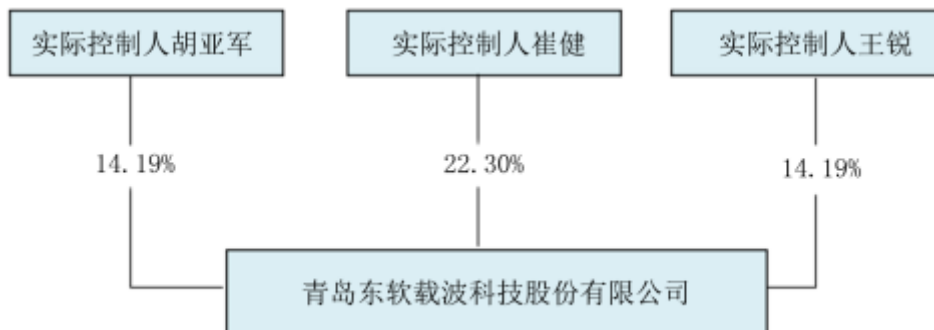 实际控制人胡亚军
实际控制人崔健
实际控制人王锐
14.19%
22.30%
14.19%
青岛东软载波科技股份有限公司